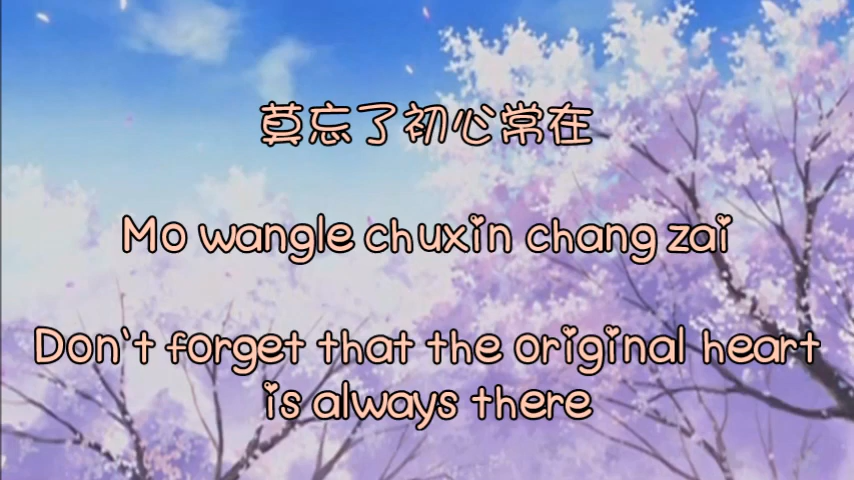 莫忘了初心常在
Mo wangle chuxin chang zai
Don't forget that the original heart
is always there